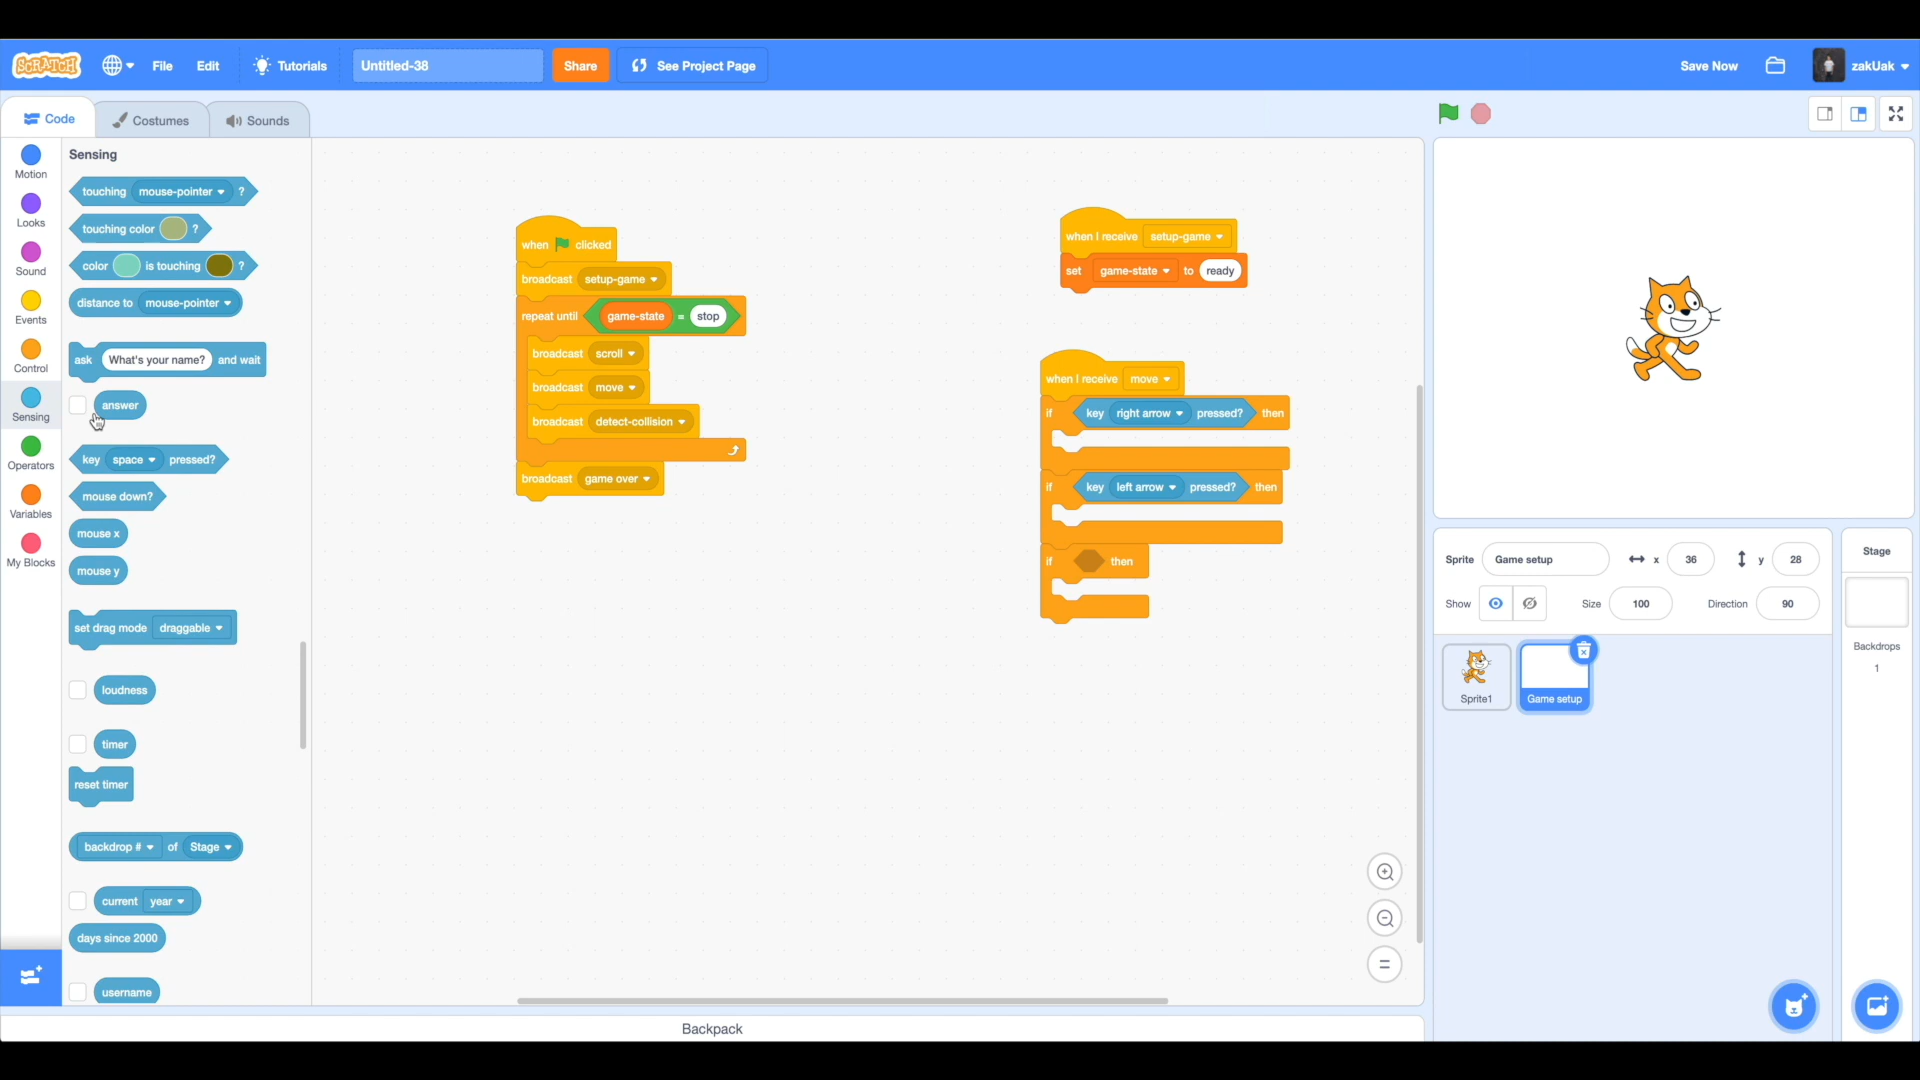 SCRATCH File Edit Tutorials Untitled-38 Share See Project Page Save Now zakUak
Code Costumes Sounds
Motion
Looks
Sound
Events
Control
Sensing
Operators
Variables
My Blocks
Sensing
touching mouse-pointer ?
touching color ?
color is touching ?
distance to mouse-pointer
ask What's your name? and wait
answer
key space pressed?
mouse down?
mouse x
mouse y
set drag mode draggable
loudness
timer
reset timer
backdrop # of Stage
current year
days since 2000
username
when clicked
broadcast setup-game
repeat until game-state = stop
broadcast scroll
broadcast move
broadcast detect-collision
broadcast game over
when I receive setup-game
set game-state to ready
when I receive move
if key right arrow pressed? then
if key left arrow pressed? then
if then
Backpack
Sprite Game setup x 36 y 28
Show Size 100 Direction 90
Sprite1
Game setup
Stage
Backdrops
1